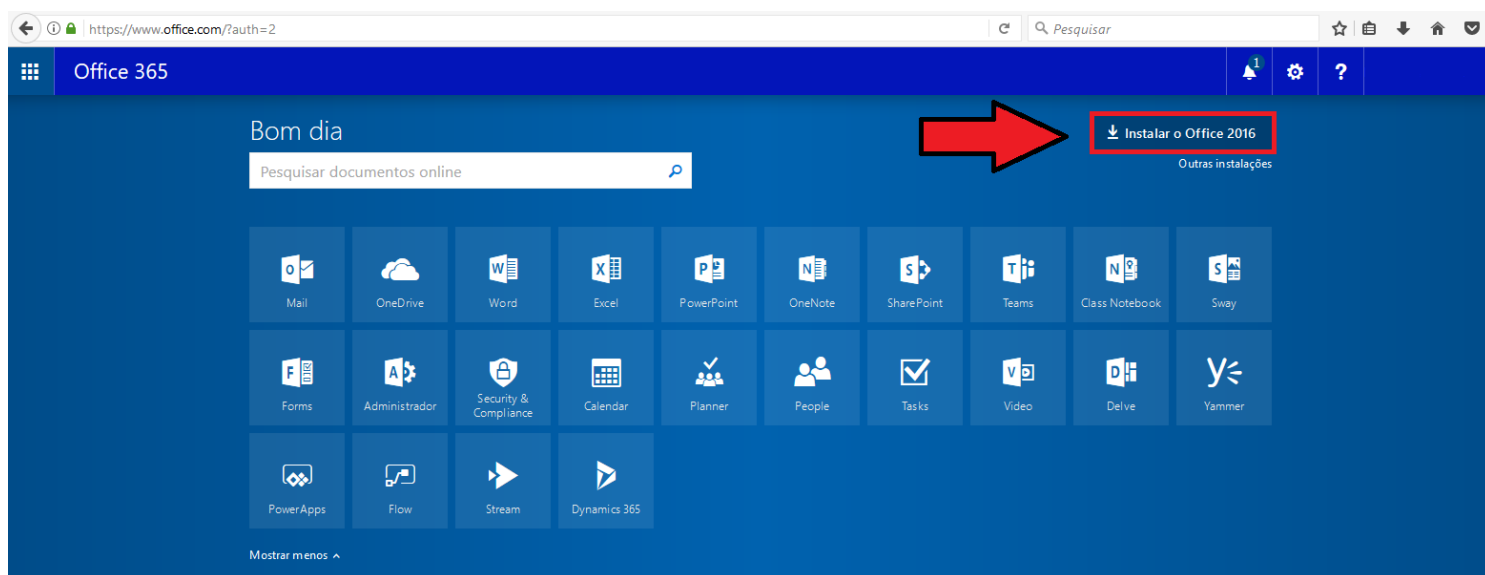 https://www.office.com/?auth=2
Pesquisar
Office 365
1
?
Bom dia
Instalar o Office 2016
Pesquisar documentos online
Outras instalações
Mail
OneDrive
Word
Excel
PowerPoint
OneNote
SharePoint
Teams
Class Notebook
Sway
Forms
Administrador
Security &
Compliance
Calendar
Planner
People
Tasks
Video
Delve
Yammer
PowerApps
Flow
Stream
Dynamics 365
Mostrar menos